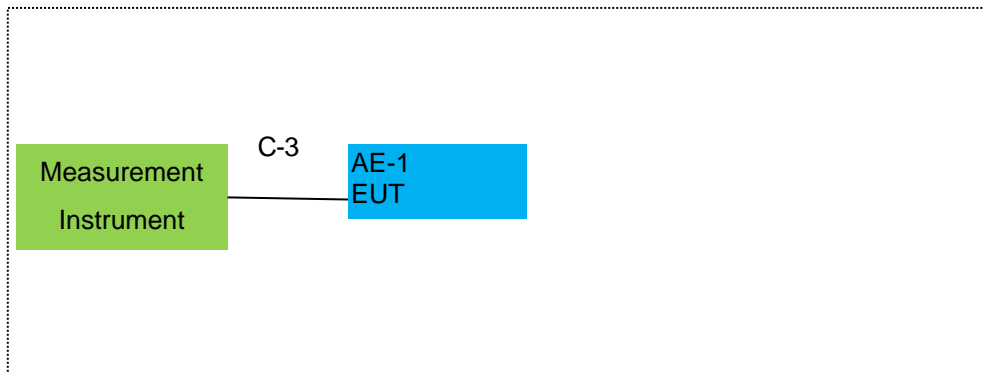 Measurement
Instrument
C-3
AE-1
EUT